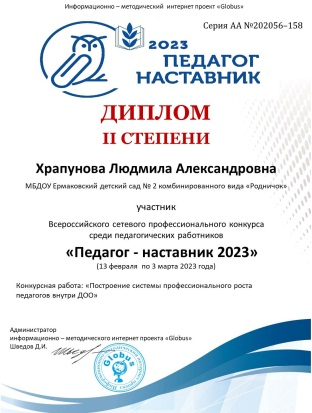 Информационно – методический интернет проект «Globus»
Серия АА №202056–158
2023
ПЕДАГОГ
НАСТАВНИК
ДИПЛОМ
II СТЕПЕНИ
Храпунова Людмила Александровна
МБДОУ Ермаковский детский сад № 2 комбинированного вида «Родничок»
участник
Всероссийского сетевого профессионального конкурса
среди педагогических работников
«Педагог - наставник 2023»
(13 февраля по 3 марта 2023 года)
Конкурсная работа: «Построение системы профессионального роста
педагогов внутри ДОО»
Администратор
информационно – методического интернет проекта «Globus»
Шведов Д.И.
Globus